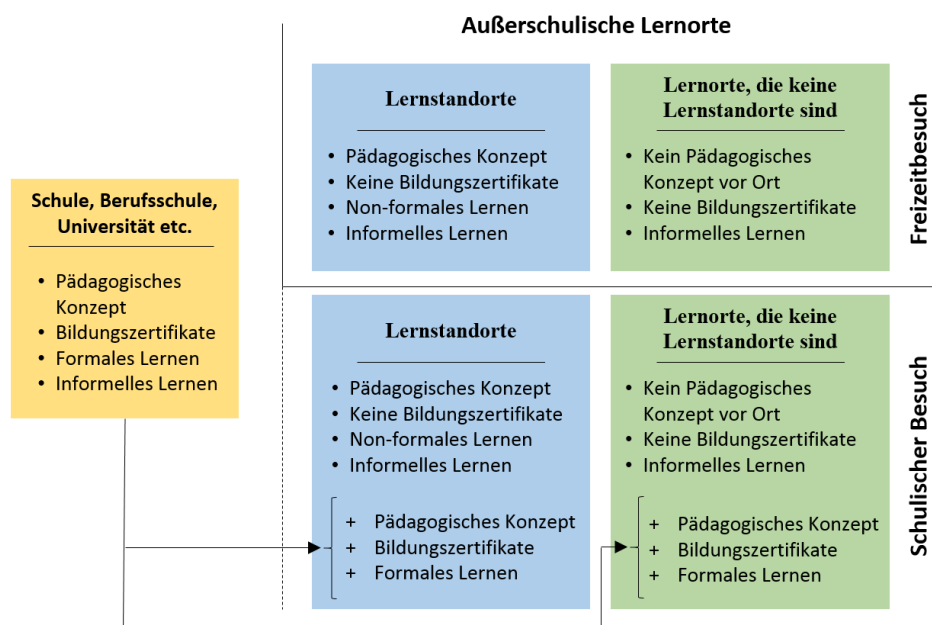 Außerschulische Lernorte
Lernstandorte
• Pädagogisches Konzept
• Keine Bildungszertifikate
• Non-formales Lernen
• Informelles Lernen
Lernorte, die keine
Lernstandorte sind
• Kein Pädagogisches
Konzept vor Ort
• Keine Bildungszertifikate
• Informelles Lernen
Freizeitbesuch
Schule, Berufsschule,
Universität etc.
• Pädagogisches
Konzept
• Bildungszertifikate
• Formales Lernen
• Informelles Lernen
Lernstandorte
• Pädagogisches Konzept
• Keine Bildungszertifikate
• Non-formales Lernen
• Informelles Lernen
+ Pädagogisches Konzept
+ Bildungszertifikate
+ Formales Lernen
Lernorte, die keine
Lernstandorte sind
• Kein Pädagogisches
Konzept vor Ort
• Keine Bildungszertifikate
• Informelles Lernen
+ Pädagogisches Konzept
+ Bildungszertifikate
+ Formales Lernen
Schulischer Besuch